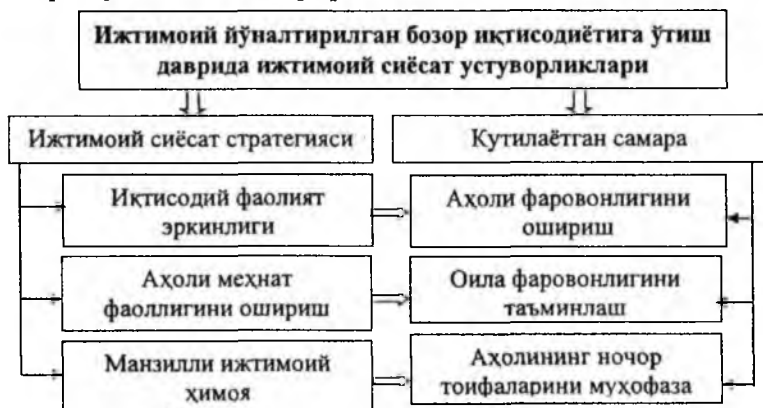 Ижтимоий йўналтирилган бозор иқтисодиётига ўтиш
даврида ижтимоий сиёсат устуворликлари
Ижтимоий сиёсат стратегияси
Кутилаётган самара
Иқтисодий фаолият
эркинлиги
Аҳоли фаровонлигини
ошириш
Аҳоли меҳнат
фаоллигини ошириш
Оила фаровонлигини
таъминлаш
Манзилли ижтимоий
ҳимоя
Аҳолининг ночор
тоифаларини муҳофаза